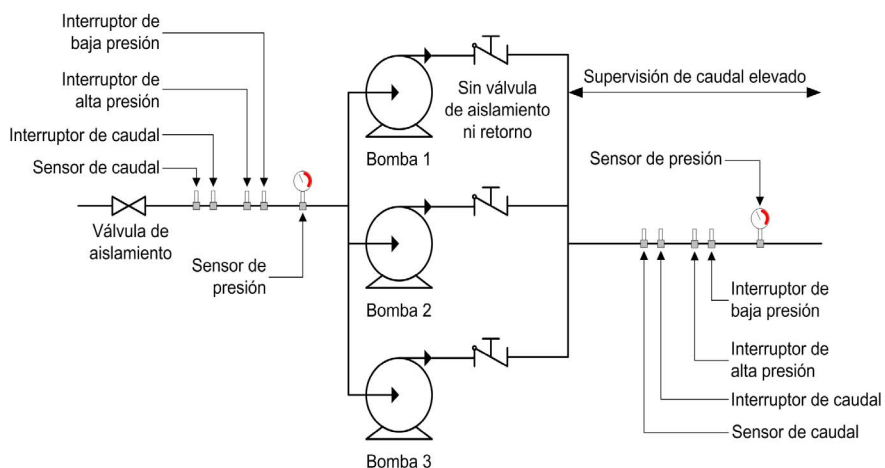 Interruptor de
baja presión
Interruptor de
alta presión
Interruptor de caudal
Sensor de caudal
Válvula de
aislamiento
Sensor de
presión
Bomba 1
Sin válvula
de aislamiento
ni retorno
Bomba 2
Bomba 3
Supervisión de caudal elevado
Sensor de presión
Interruptor de
baja presión
Interruptor de
alta presión
Interruptor de caudal
Sensor de caudal